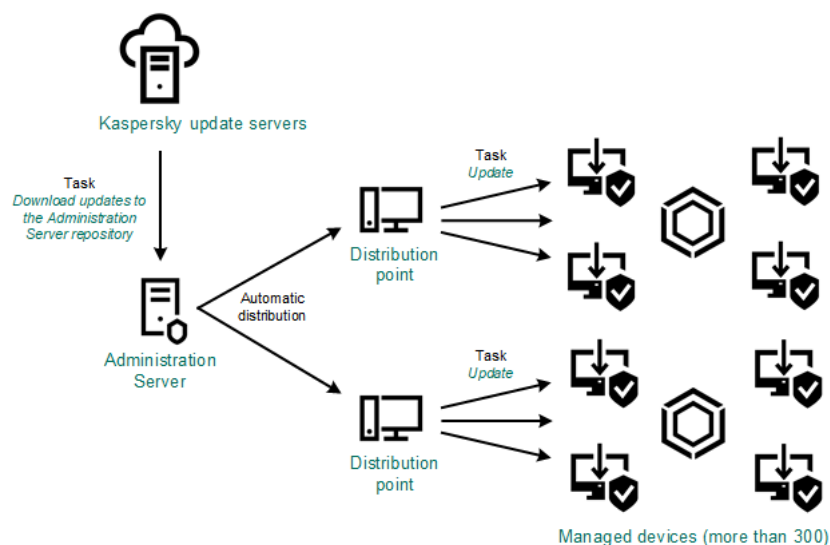 Kaspersky update servers
Task
Download updates to
the Administration
Server repository
Administration
Server
Automatic
distribution
Distribution
point
Task
Update
Distribution
point
Task
Update
Managed devices (more than 300)